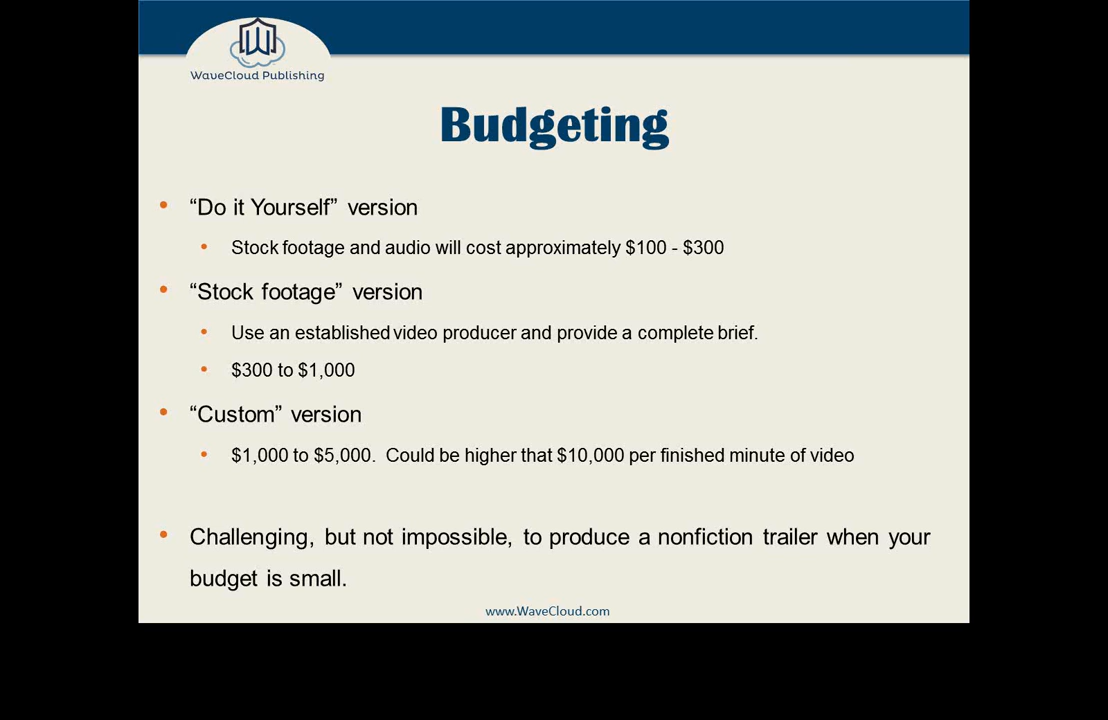 WaveCloud Publishing
Budgeting
• “Do it Yourself” version
• Stock footage and audio will cost approximately $100 - $300
• “Stock footage” version
• Use an established video producer and provide a complete brief.
• $300 to $1,000
• “Custom” version
• $1,000 to $5,000.  Could be higher that $10,000 per finished minute of video
• Challenging, but not impossible, to produce a nonfiction trailer when your
budget is small.
www.WaveCloud.com